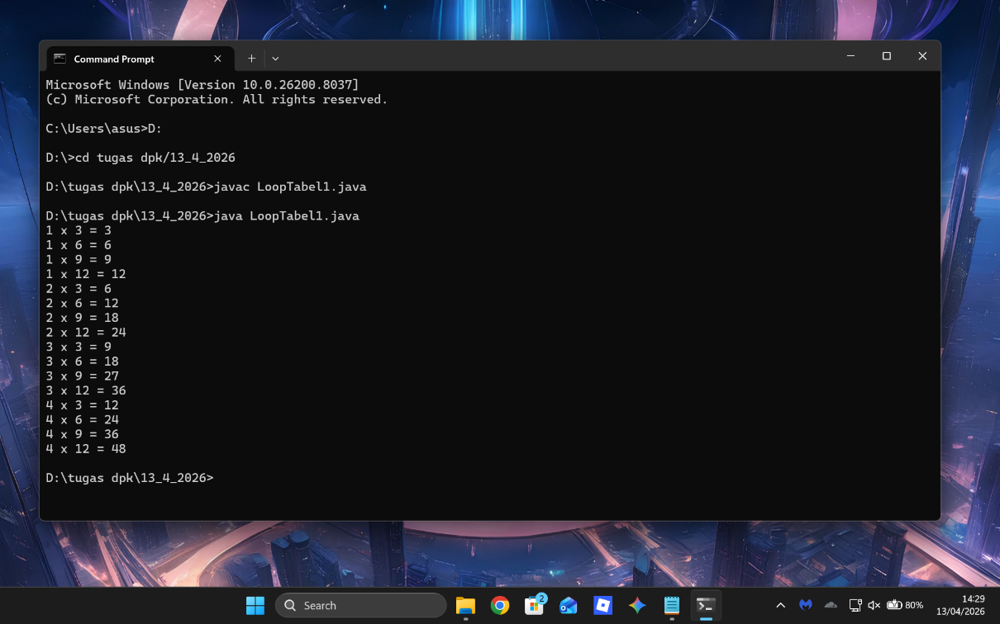 Command Prompt
Microsoft Windows [Version 10.0.26200.8037]
(c) Microsoft Corporation. All rights reserved.
C:\Users\asus>D:
D:\>cd tugas dpk/13_4_2026
D:\tugas dpk\13_4_2026>javac LoopTabel1.java
D:\tugas dpk\13_4_2026>java LoopTabel1.java
1 x 3 = 3
1 x 6 = 6
1 x 9 = 9
1 x 12 = 12
2 x 3 = 6
2 x 6 = 12
2 x 9 = 18
2 x 12 = 24
3 x 3 = 9
3 x 6 = 18
3 x 9 = 27
3 x 12 = 36
4 x 3 = 12
4 x 6 = 24
4 x 9 = 36
4 x 12 = 48
D:\tugas dpk\13_4_2026>
Search
2
80%
14:29
13/04/2026